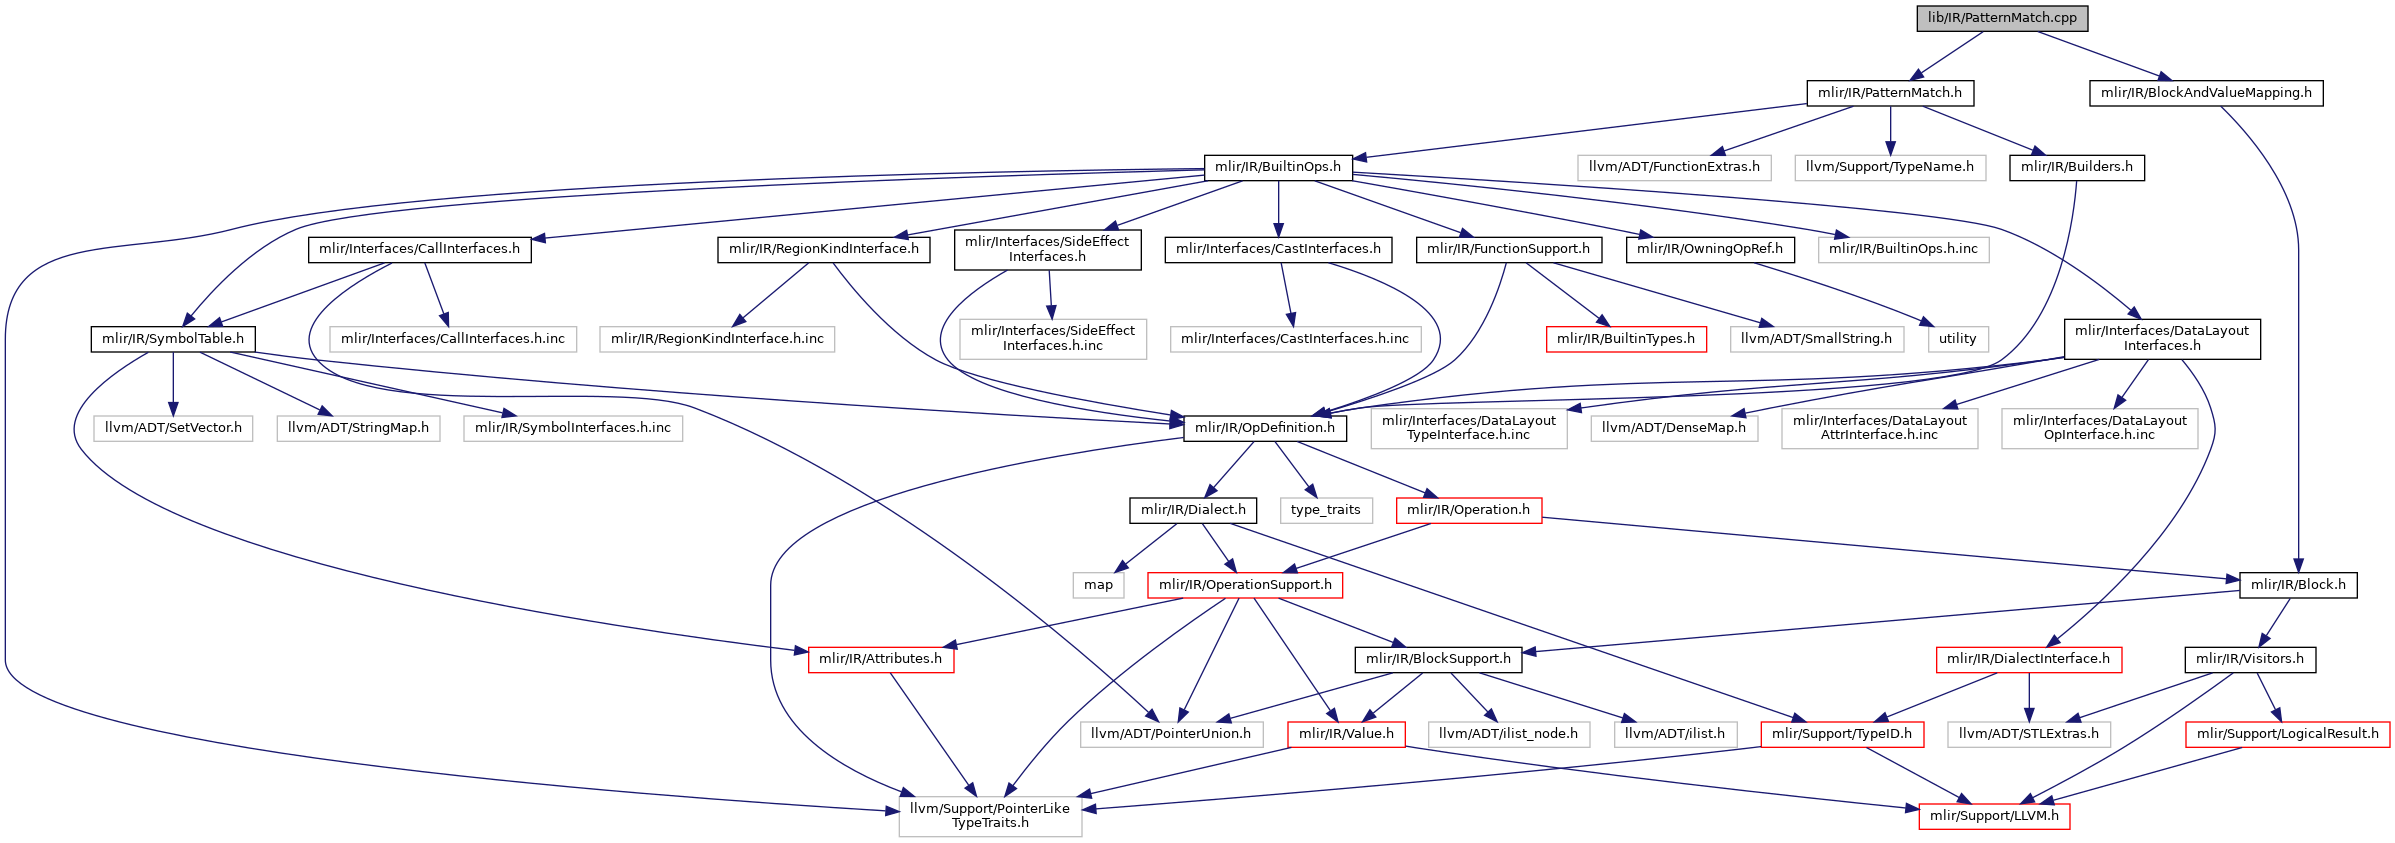 lib/IR/PatternMatch.cpp
mlir/IR/PatternMatch.h
mlir/IR/BlockAndValueMapping.h
mlir/IR/BuiltinOps.h
llvm/ADT/FunctionExtras.h
llvm/Support/TypeName.h
mlir/IR/Builders.h
mlir/Interfaces/CallInterfaces.h
mlir/IR/RegionKindInterface.h
mlir/Interfaces/SideEffect
Interfaces.h
mlir/Interfaces/CastInterfaces.h
mlir/IR/FunctionSupport.h
mlir/IR/OwningOpRef.h
mlir/IR/BuiltinOps.h.inc
mlir/IR/SymbolTable.h
mlir/Interfaces/CallInterfaces.h.inc
mlir/IR/RegionKindInterface.h.inc
mlir/Interfaces/SideEffect
Interfaces.h.inc
mlir/Interfaces/CastInterfaces.h.inc
mlir/IR/BuiltinTypes.h
llvm/ADT/SmallString.h
utility
mlir/Interfaces/DataLayout
Interfaces.h
llvm/ADT/SetVector.h
llvm/ADT/StringMap.h
mlir/IR/SymbolInterfaces.h.inc
mlir/IR/OpDefinition.h
mlir/Interfaces/DataLayout
TypeInterface.h.inc
llvm/ADT/DenseMap.h
mlir/Interfaces/DataLayout
AttrInterface.h.inc
mlir/Interfaces/DataLayout
OpInterface.h.inc
mlir/IR/Dialect.h
type_traits
mlir/IR/Operation.h
map
mlir/IR/OperationSupport.h
mlir/IR/Block.h
mlir/IR/Attributes.h
mlir/IR/BlockSupport.h
mlir/IR/DialectInterface.h
mlir/IR/Visitors.h
llvm/ADT/PointerUnion.h
mlir/IR/Value.h
llvm/ADT/ilist_node.h
llvm/ADT/ilist.h
mlir/Support/TypeID.h
llvm/ADT/STLExtras.h
mlir/Support/LogicalResult.h
llvm/Support/PointerLike
TypeTraits.h
mlir/Support/LLVM.h